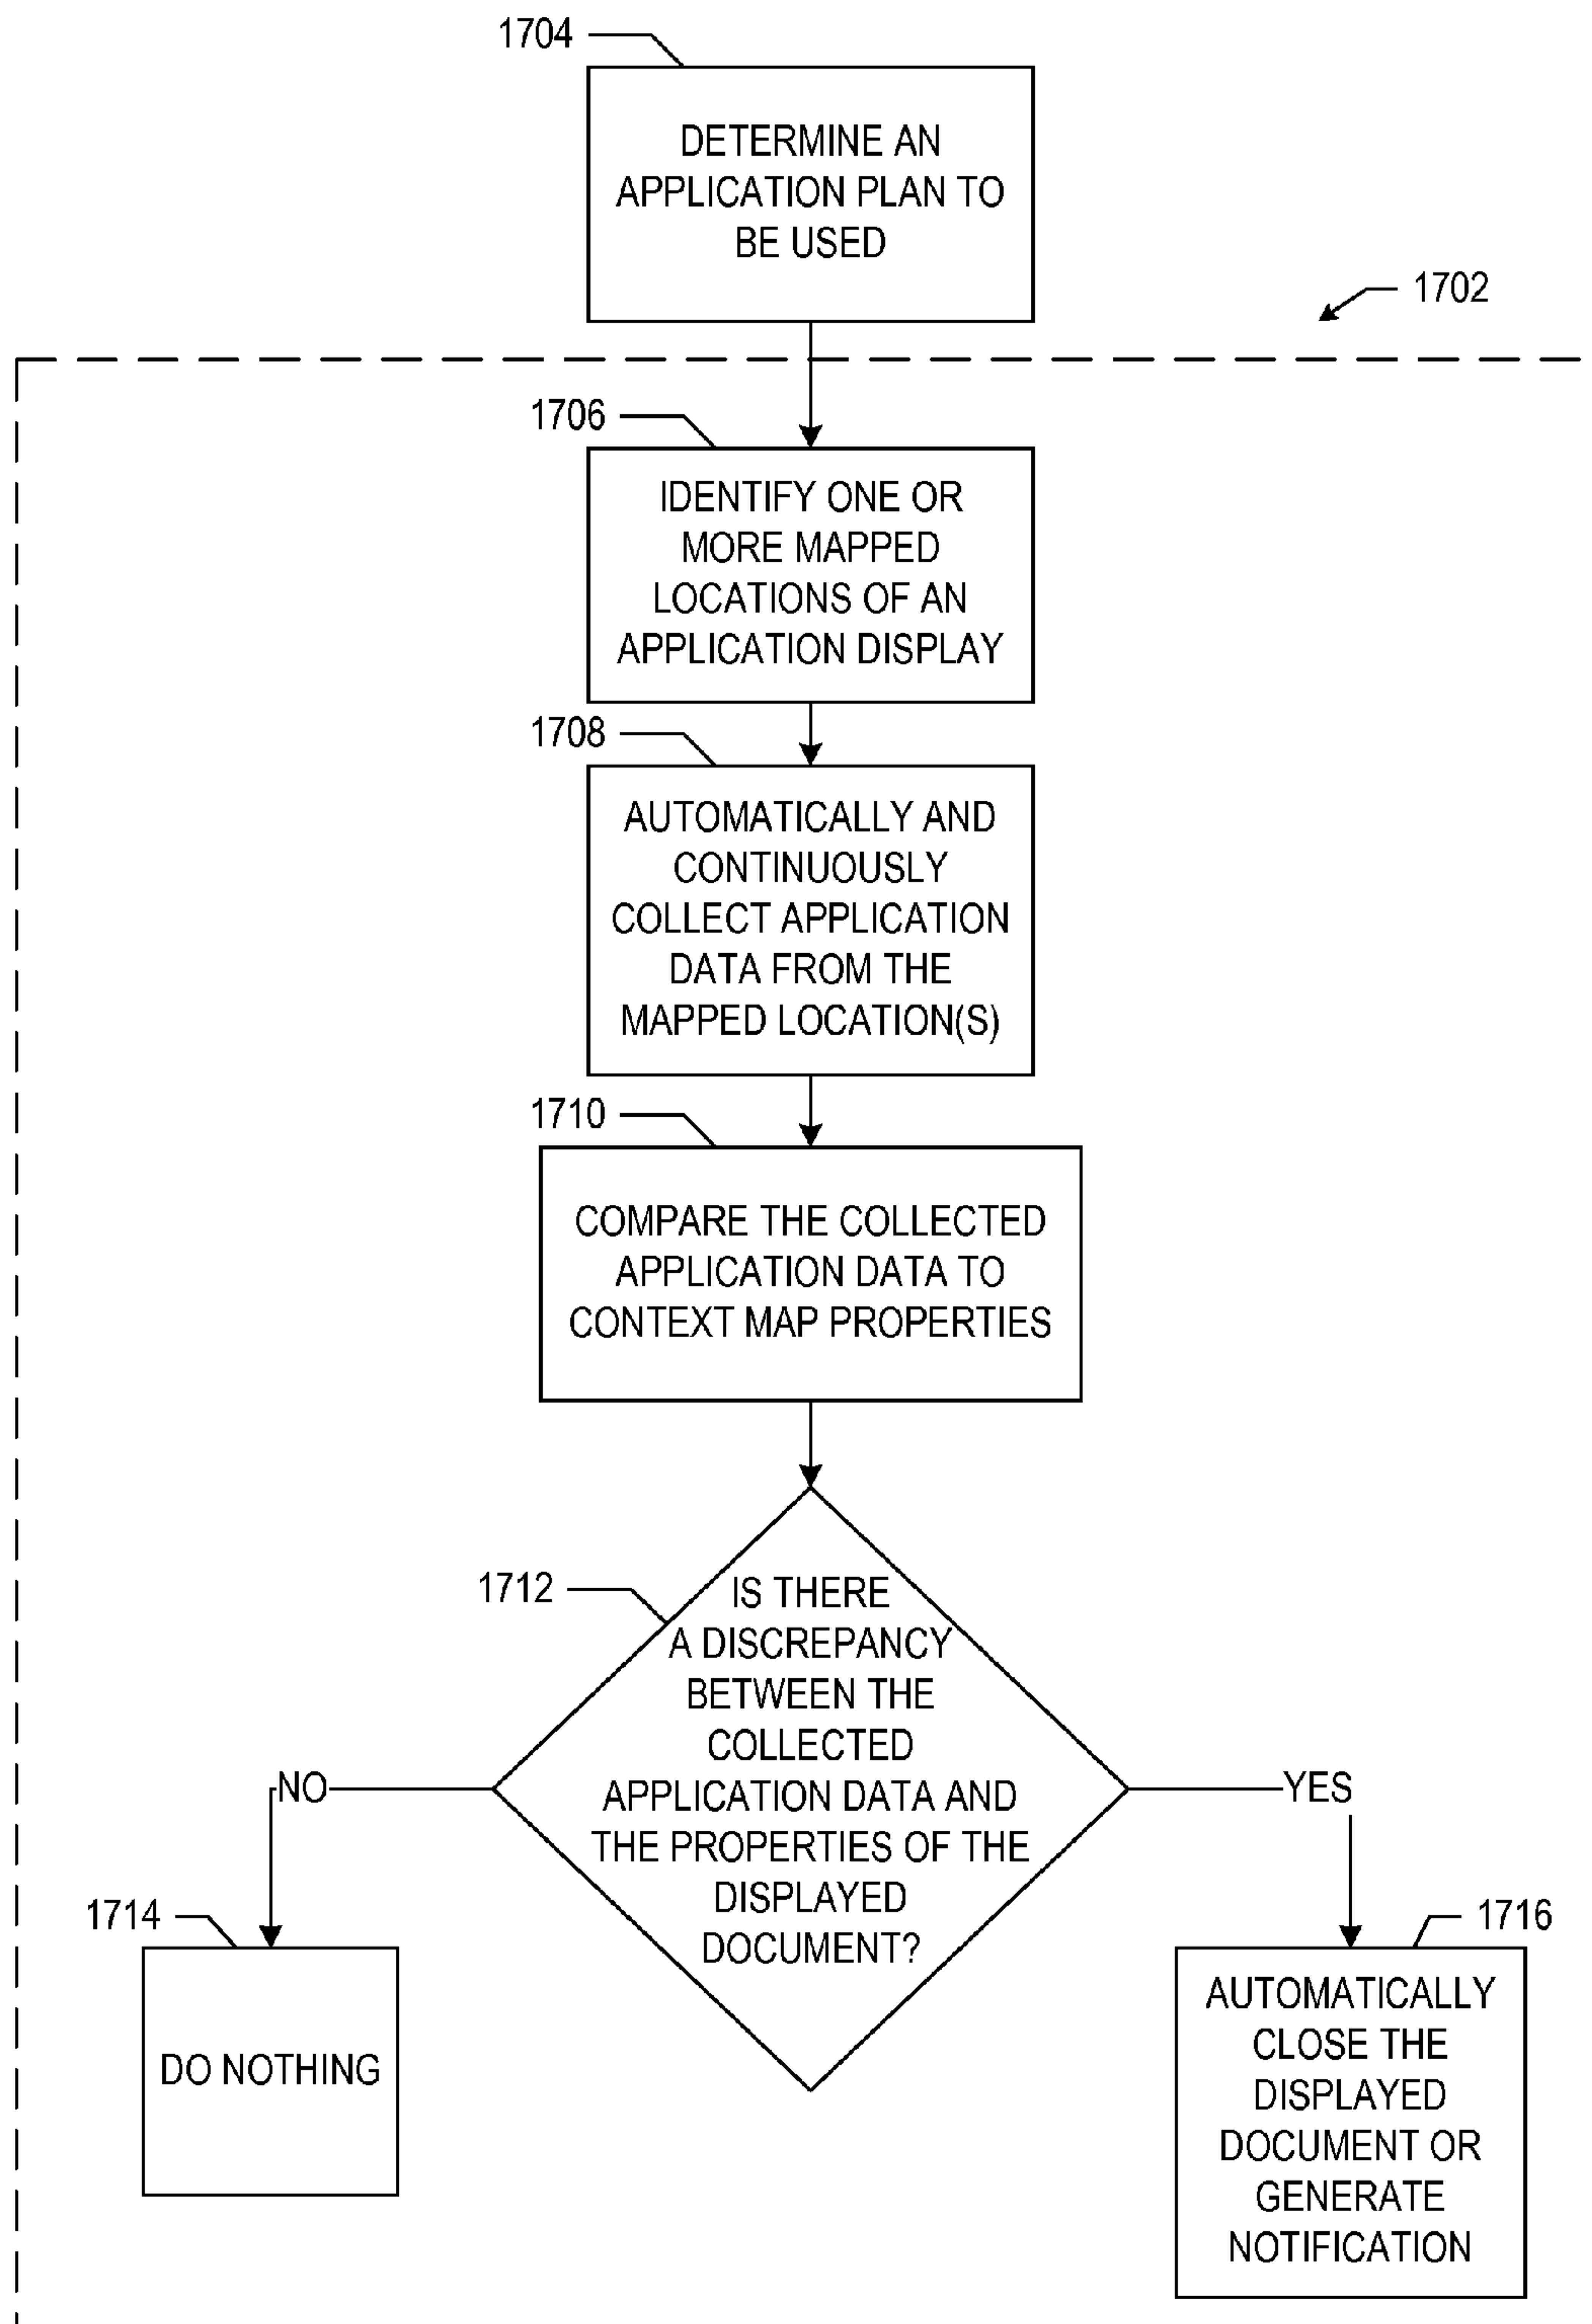 1704
DETERMINE AN
APPLICATION PLAN TO
BE USED
1702
1706
IDENTIFY ONE OR
MORE MAPPED
LOCATIONS OF AN
APPLICATION DISPLAY
1708
AUTOMATICALLY AND
CONTINUOUSLY
COLLECT APPLICATION
DATA FROM THE
MAPPED LOCATION(S)
1710
COMPARE THE COLLECTED
APPLICATION DATA TO
CONTEXT MAP PROPERTIES
1712
IS THERE
A DISCREPANCY
BETWEEN THE
COLLECTED
APPLICATION DATA AND
THE PROPERTIES OF THE
DISPLAYED
DOCUMENT?
NO
YES
1714
DO NOTHING
1716
AUTOMATICALLY
CLOSE THE
DISPLAYED
DOCUMENT OR
GENERATE
NOTIFICATION